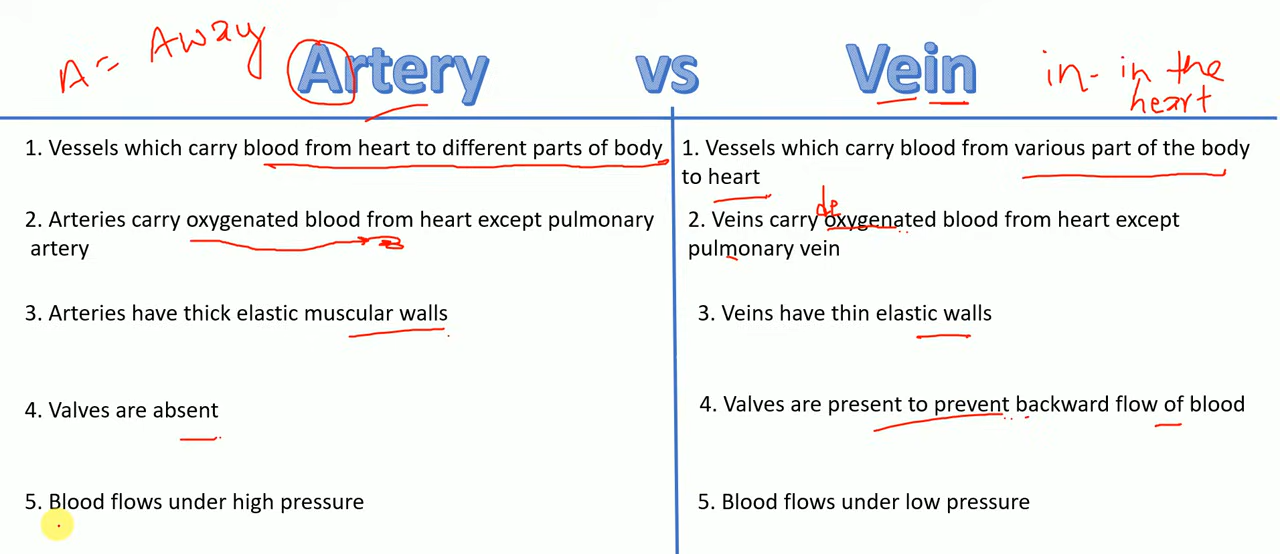 A = Away
Artery vs Vein
in - in the
heart
1. Vessels which carry blood from heart to different parts of body
2. Arteries carry oxygenated blood from heart except pulmonary
artery
3. Arteries have thick elastic muscular walls
4. Valves are absent
5. Blood flows under high pressure
1. Vessels which carry blood from various part of the body
to heart
de
2. Veins carry oxygenated blood from heart except
pulmonary vein
3. Veins have thin elastic walls
4. Valves are present to prevent backward flow of blood
5. Blood flows under low pressure